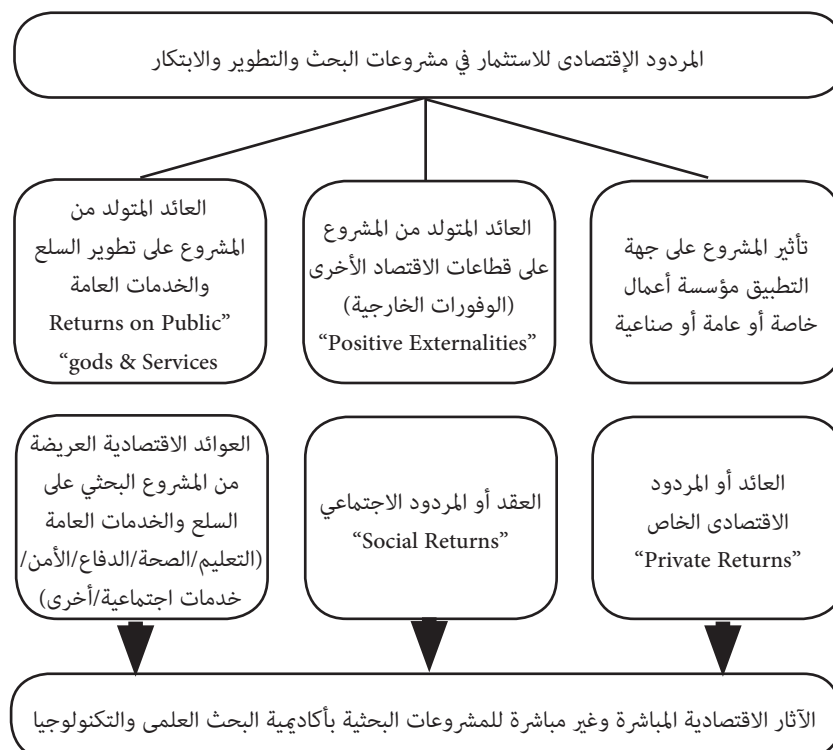 المردود الإقتصادى للاستثمار في مشروعات البحث والتطوير والابتكار
تأثير المشروع على جهة
التطبيق مؤسسة أعمال
خاصة أو عامة أو صناعية
العائد المتولد من المشروع
على قطاعات الاقتصاد الأخرى
(الوفورات الخارجية)
“Positive Externalities”
العائد المتولد من
المشروع على تطوير السلع
والخدمات العامة
Returns on Public”
“gods & Services
العائد أو المردود
الاقتصادى الخاص
“Private Returns”
العقد أو المردود الاجتماعي
“Social Returns”
العوائد الاقتصادية العريضة
من المشروع البحثي على
السلع والخدمات العامة
(التعليم/الصحة/الدفاع/الأمن/
خدمات اجتماعية/أخرى)
الآثار الاقتصادية المباشرة وغير مباشرة للمشروعات البحثية بأكاديمية البحث العلمى والتكنولوجيا